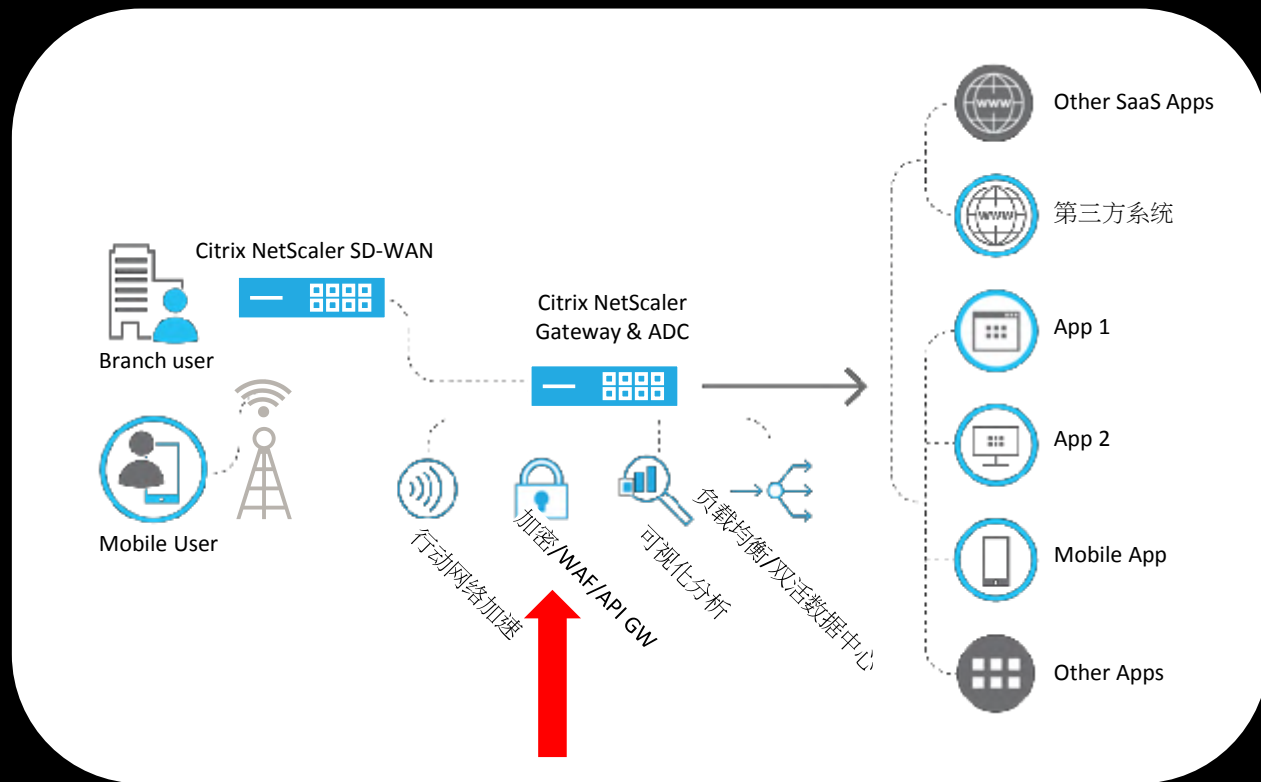 Other SaaS Apps
www
第三方系统
www
Citrix NetScaler SD-WAN
Citrix NetScaler
Gateway & ADC
App 1
Branch user
App 2
Mobile User
行动网络加速
加密/WAF/API GW
可视化分析
负载均衡/双活数据中心
Mobile App
Other Apps